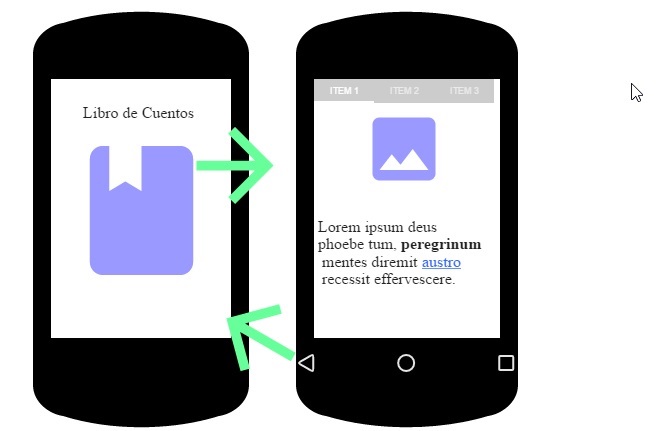 Libro de Cuentos
ITEM 1 ITEM 2 ITEM 3
Lorem ipsum deus
phoebe tum, peregrinum
mentes diremit austro
recessit effervescere.